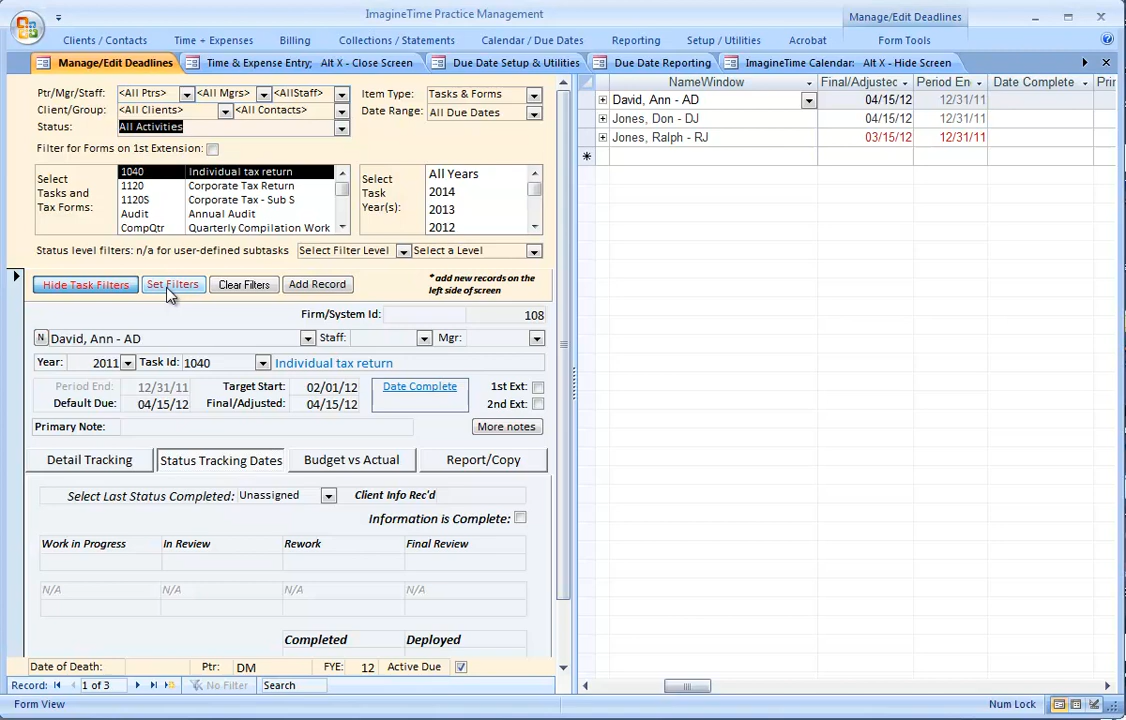 ImagineTime Practice Management
Manage/Edit Deadlines
Clients / Contacts Time + Expenses Billing Collections / Statements Calendar / Due Dates Reporting Setup / Utilities Acrobat Form Tools
Manage/Edit Deadlines Time & Expense Entry; Alt X - Close Screen Due Date Setup & Utilities Due Date Reporting ImagineTime Calendar: Alt X - Hide Screen
Ptr/Mgr/Staff: <All Ptrs> <All Mgrs> <AllStaff> Item Type: Tasks & Forms
Client/Group: <All Clients> <All Contacts> Date Range: All Due Dates
Status: All Activities
Filter for Forms on 1st Extension:
Select Tasks and Tax Forms:
1040 Individual tax return
1120 Corporate Tax Return
1120S Corporate Tax - Sub S
Audit Annual Audit
CompQtr Quarterly Compilation Work
Select Task Year(s):
All Years
2014
2013
2012
Status level filters: n/a for user-defined subtasks Select Filter Level Select a Level
Hide Task Filters Set Filters Clear Filters Add Record * add new records on the
left side of screen
Firm/System Id: 108
N David, Ann - AD Staff: Mgr:
Year: 2011 Task Id: 1040 Individual tax return
Period End: 12/31/11 Target Start: 02/01/12 Date Complete 1st Ext:
Default Due: 04/15/12 Final/Adjusted: 04/15/12 2nd Ext:
Primary Note: More notes
Detail Tracking Status Tracking Dates Budget vs Actual Report/Copy
Select Last Status Completed: Unassigned Client Info Rec'd
Information is Complete:
Work in Progress In Review Rework Final Review
N/A N/A N/A N/A
Completed Deployed
Date of Death: Ptr: DM FYE: 12 Active Due
Record: 1 of 3 No Filter Search
Form View Num Lock
NameWindow Final/Adjustec Period En Date Complete Prin
David, Ann - AD 04/15/12 12/31/11
Jones, Don - DJ 04/15/12 12/31/11
Jones, Ralph - RJ 03/15/12 12/31/11